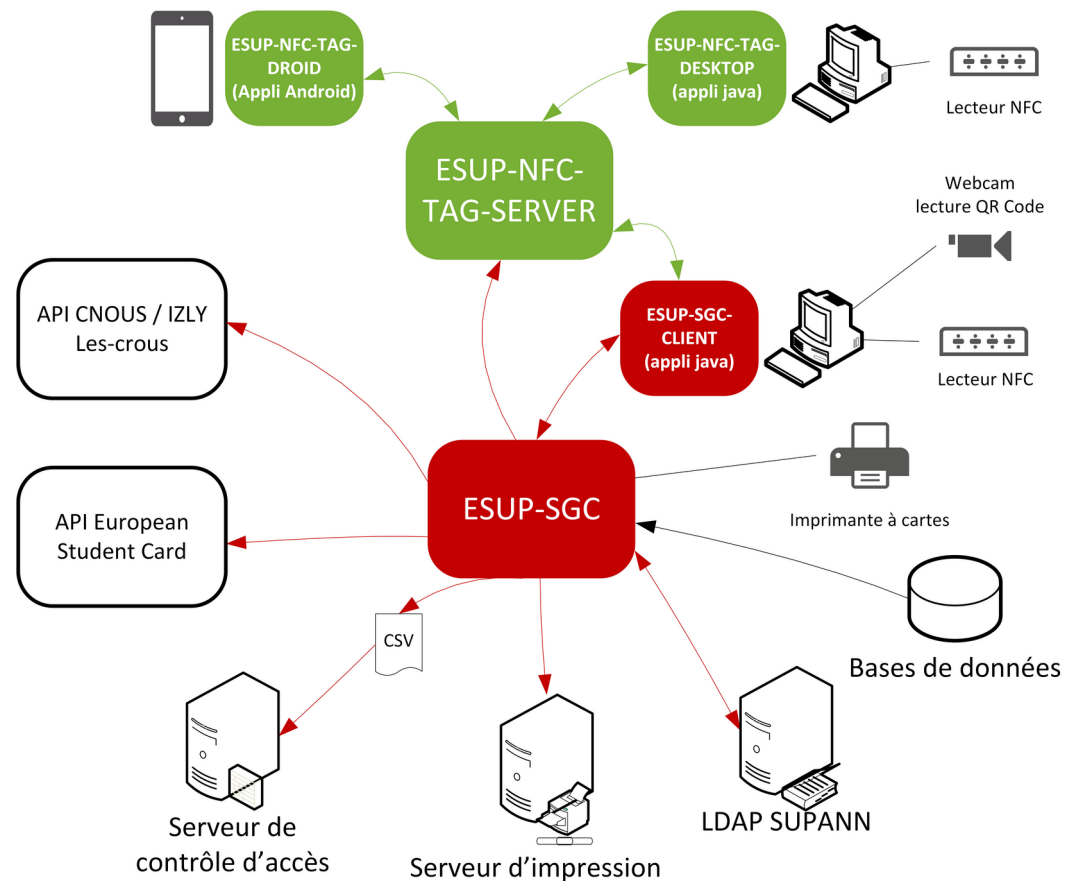 ESUP-NFC-TAG-
DROID
(Appli Android)
ESUP-NFC-TAG-
DESKTOP
(appli java)
Lecteur NFC
ESUP-NFC-
TAG-SERVER
Webcam
lecture QR Code
API CNOUS / IZLY
Les-crous
ESUP-SGC-
CLIENT
(appli java)
Lecteur NFC
API European
Student Card
ESUP-SGC
Imprimante à cartes
CSV
Bases de données
Serveur de
contrôle d'accès
Serveur d'impression
LDAP SUPANN